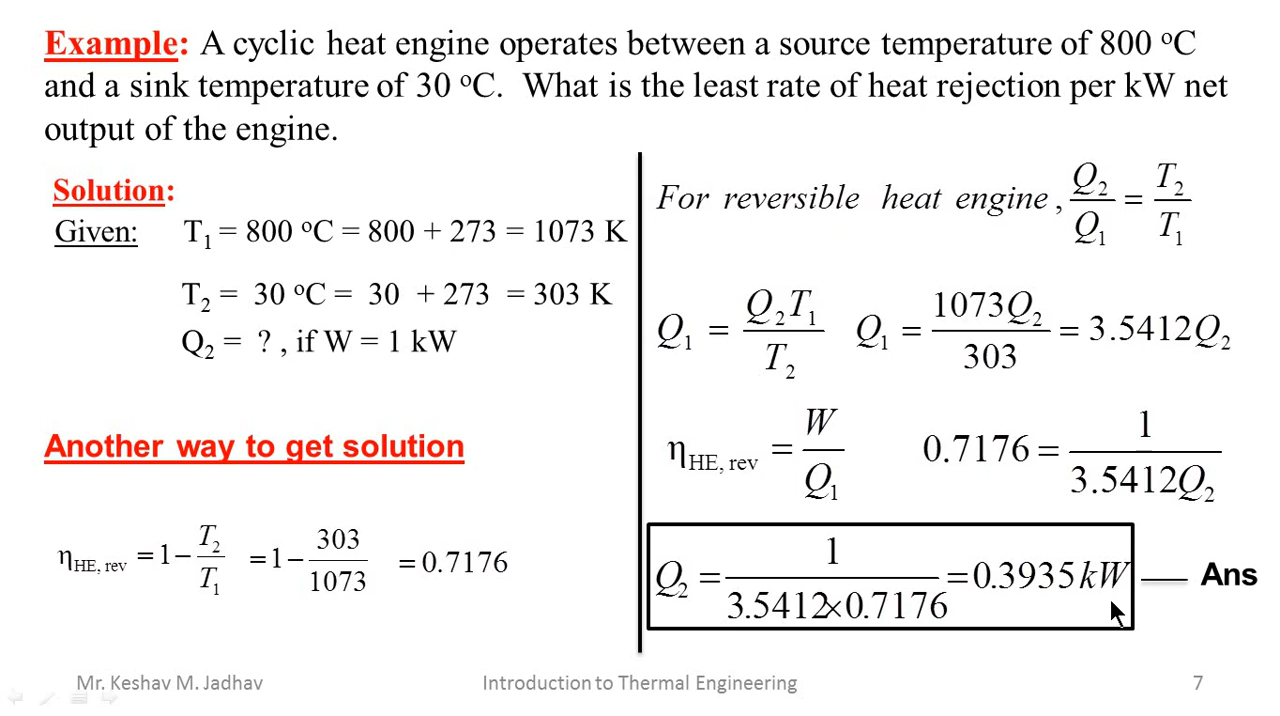 Example: A cyclic heat engine operates between a source temperature of 800 °C
and a sink temperature of 30 °C. What is the least rate of heat rejection per kW net
output of the engine.
Solution:
Given: T₁ = 800 °C = 800 + 273 = 1073 K
T₂ = 30 °C = 30 + 273 = 303 K
Q₂ = ? , if W = 1 kW
Another way to get solution
η_HE, rev = 1 − T₂/T₁ = 1 − 303/1073 = 0.7176
For reversible heat engine, Q₂/Q₁ = T₂/T₁
Q₁ = Q₂T₁/T₂ Q₁ = 1073Q₂/303 = 3.5412Q₂
η_HE, rev = W/Q₁ 0.7176 = 1/3.5412Q₂
Q₂ = 1/3.5412×0.7176 = 0.3935 kW — Ans
Mr. Keshav M. Jadhav Introduction to Thermal Engineering 7